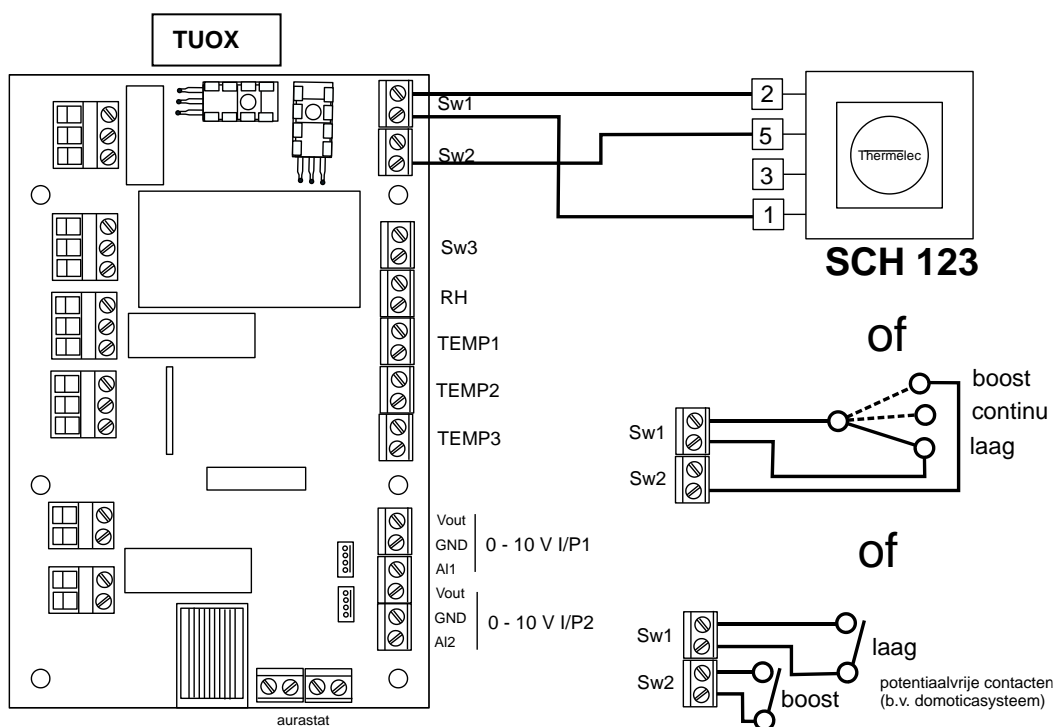 TUOX
Sw1
Sw2
Sw3
RH
TEMP1
TEMP2
TEMP3
Vout
GND
AI1
0 - 10 V I/P1
Vout
GND
AI2
0 - 10 V I/P2
aurastat
2
5
3
1
Thermelec
SCH 123
of
boost
continu
laag
Sw1
Sw2
of
Sw1
Sw2
laag
boost
potentiaalvrije contacten
(b.v. domoticasysteem)